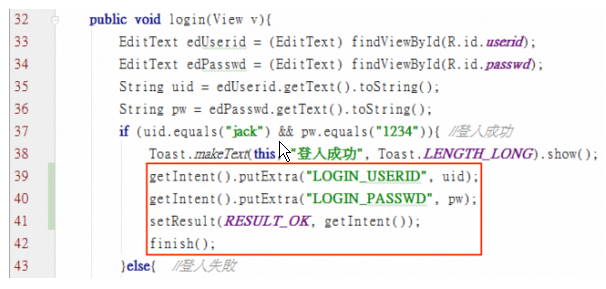 32 public void login(View v){
33 EditText edUserid = (EditText) findViewById(R.id.userid);
34 EditText edPasswd = (EditText) findViewById(R.id.passwd);
35 String uid = edUserid.getText().toString();
36 String pw = edPasswd.getText().toString();
37 if (uid.equals("jack") && pw.equals("1234")){ //登入成功
38 Toast.makeText(this, "登入成功", Toast.LENGTH_LONG).show();
39 getIntent().putExtra("LOGIN_USERID", uid);
40 getIntent().putExtra("LOGIN_PASSWD", pw);
41 setResult(RESULT_OK, getIntent());
42 finish();
43 }else{ //登入失敗